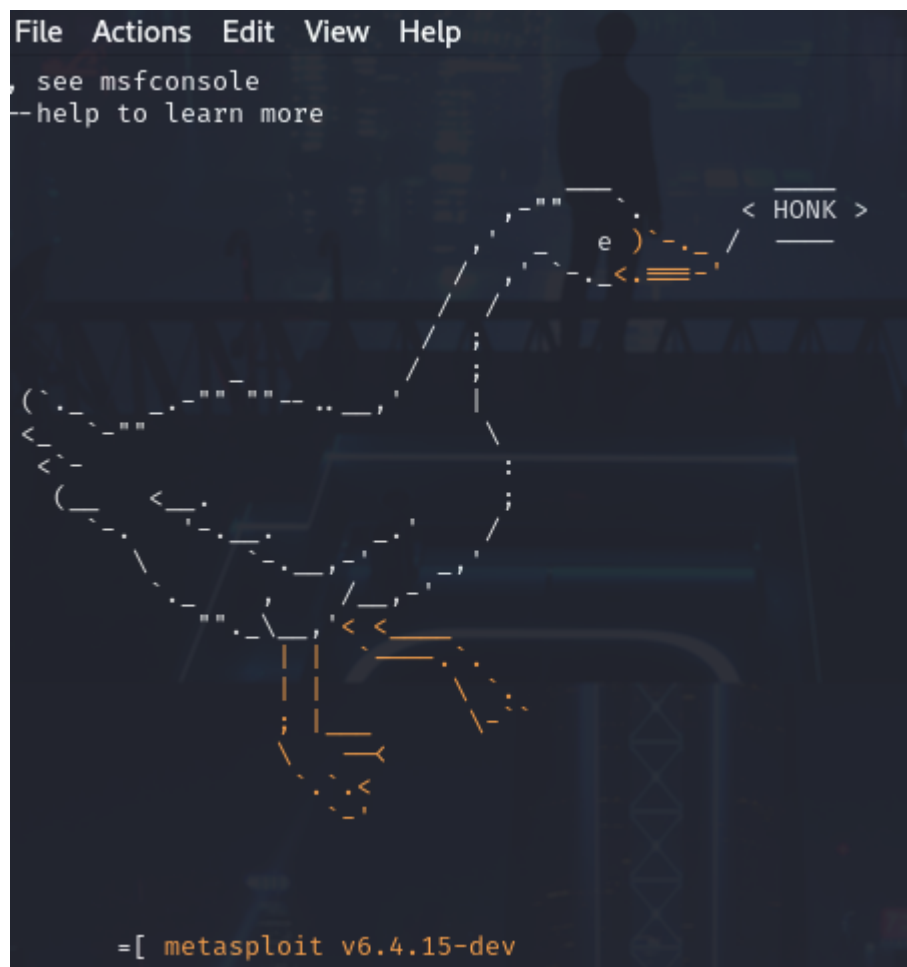 File Actions Edit View Help
, see msfconsole
--help to learn more
< HONK >
=[ metasploit v6.4.15-dev